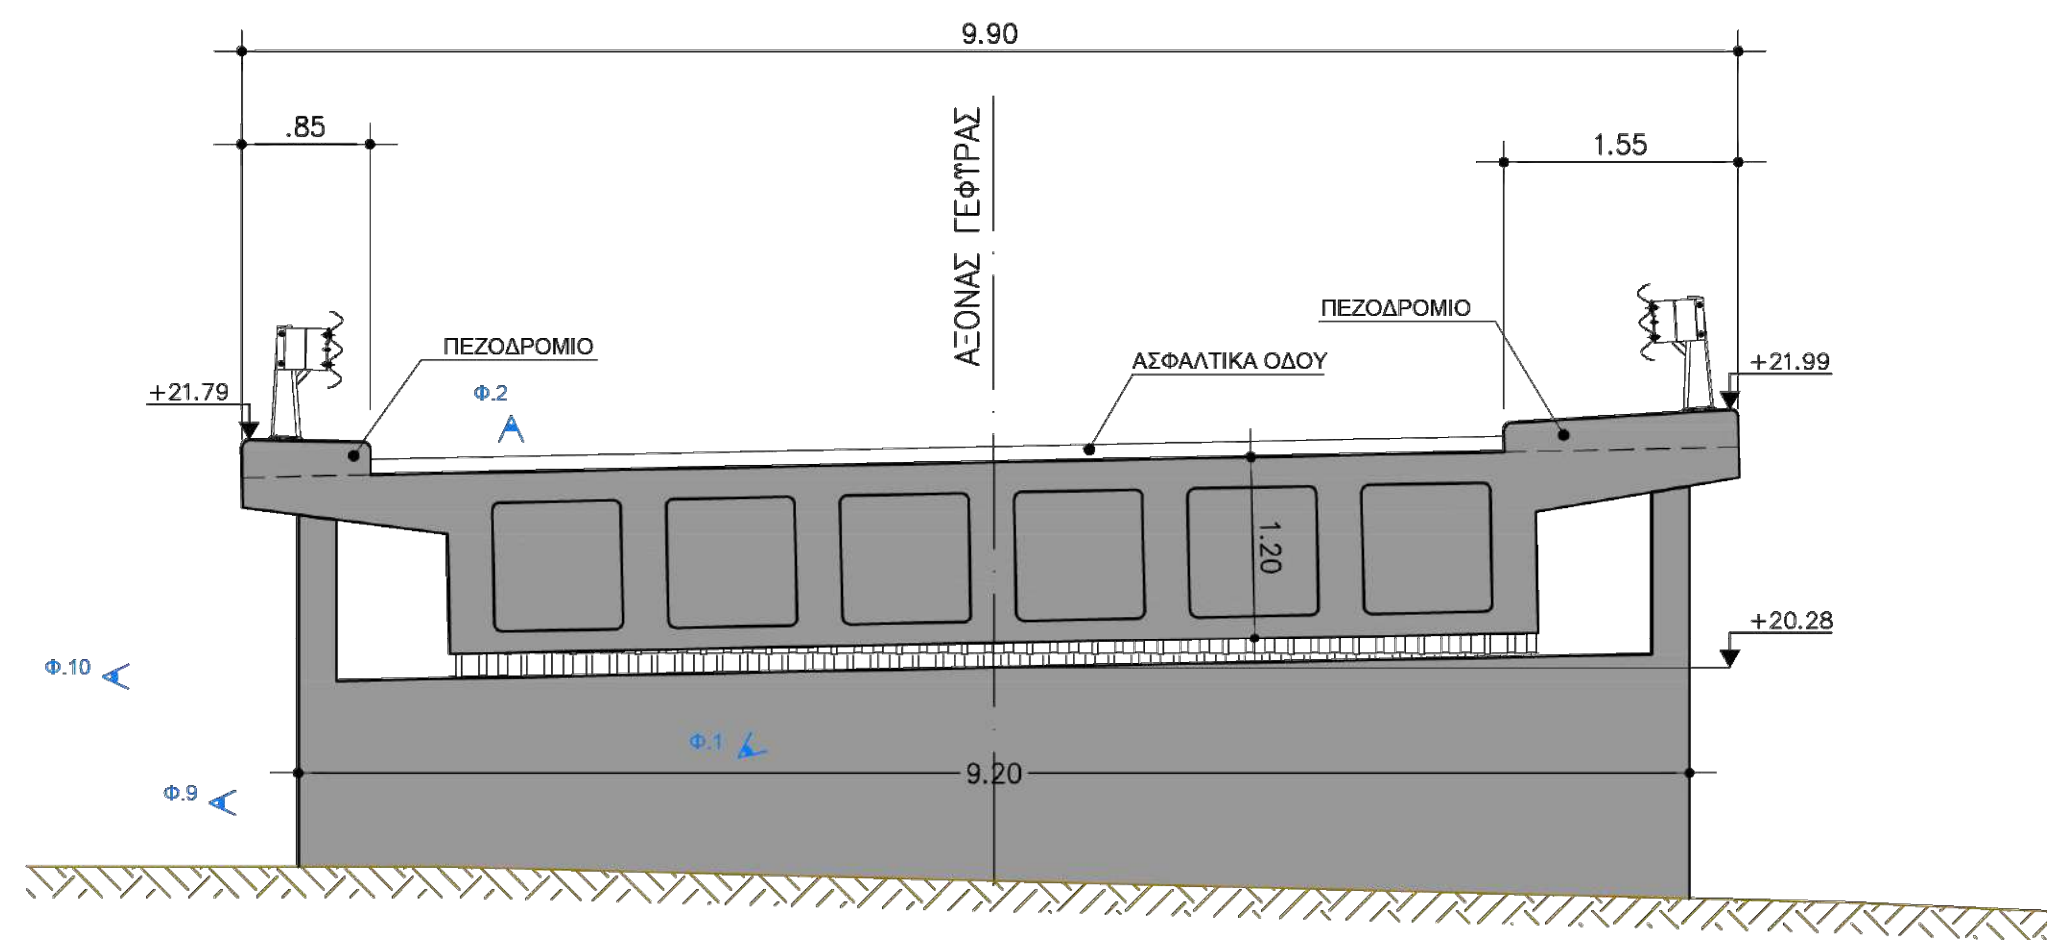 9.90
.85
1.55
ΑΞΟΝΑΣ ΓΕΦΥΡΑΣ
ΠΕΖΟΔΡΟΜΙΟ
ΠΕΖΟΔΡΟΜΙΟ
ΑΣΦΑΛΤΙΚΑ ΟΔΟΥ
+21.99
+21.79
Φ.2
1.20
+20.28
Φ.10
Φ.1
9.20
Φ.9